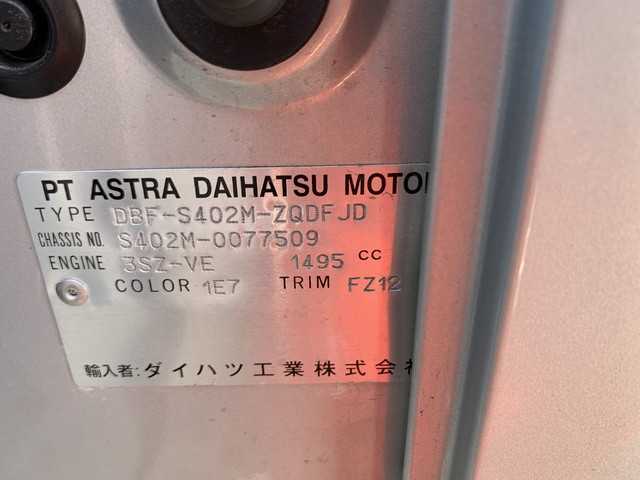 PT ASTRA DAIHATSU MOTO
TYPE DBF-S402M-ZQDFJD
CHASSIS NO. S402M-0077509
ENGINE 3SZ-VE 1495 CC
COLOR 1E7 TRIM FZ12
輸入者:ダイハツ工業株式会